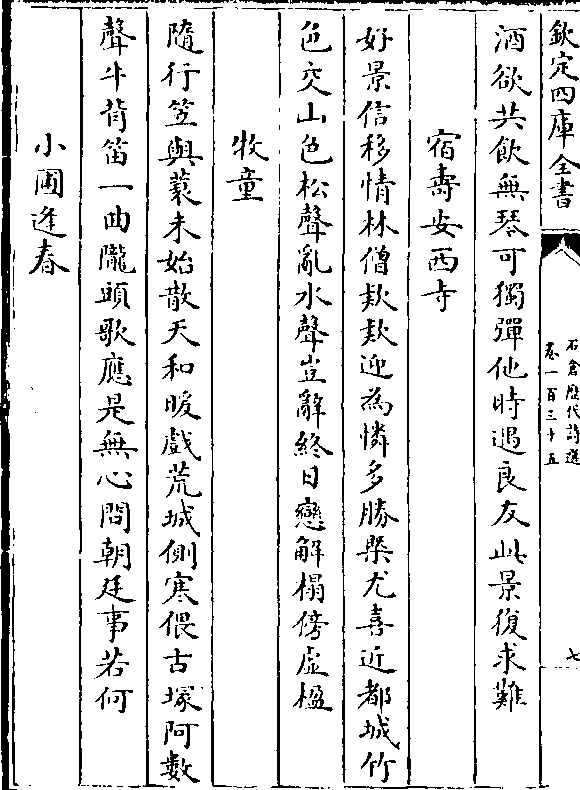 欽定四庫全書
石倉歷代詩選
卷一百三十五
七
酒欲共飲無琴可獨彈他時遇良友此景復求難
宿壽安西寺
好景信移情林僧欵欵迎為憐多勝槩尤喜近都城竹
色交山色松聲亂水聲豈辭終日戀解榻傍虛楹
牧童
隨行笠與蓑未始散天和暖戲荒城側寒偎古塚阿數
聲牛背笛一曲隴頭歌應是無心問朝廷事若何
小圃逢春